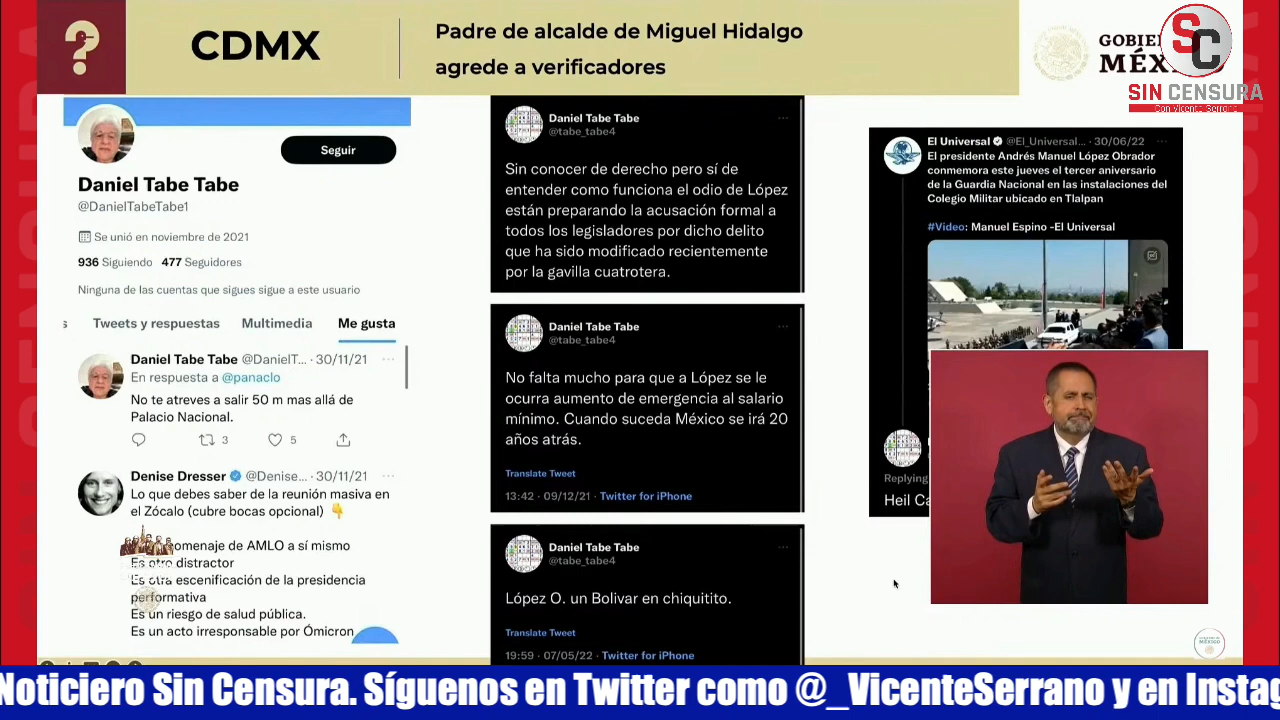 ?
CDMX
Padre de alcalde de Miguel Hidalgo
agrede a verificadores
SC
SIN CENSURA
Con Vicente Serrano
Seguir
Daniel Tabe Tabe
@DanielTabeTabe1
Se unió en noviembre de 2021
936 Siguiendo 477 Seguidores
Ninguna de las cuentas que sigues sigue a este usuario
s Tweets y respuestas Multimedia Me gusta
Daniel Tabe Tabe @DanielT... · 30/11/21 ...
En respuesta a @panaclo
No te atreves a salir 50 m mas allá de
Palacio Nacional.
3 5
Denise Dresser @Denise... · 30/11/21 ...
Lo que debes saber de la reunión masiva en
el Zócalo (cubre bocas opcional) 👇
omenaje de AMLO a sí mismo
distractor
escenificación de la presidencia
performativa
Es un riesgo de salud pública.
Es un acto irresponsable por Ómicron
Daniel Tabe Tabe ...
@tabe_tabe4
Sin conocer de derecho pero sí de
entender como funciona el odio de López
están preparando la acusación formal a
todos los legisladores por dicho delito
que ha sido modificado recientemente
por la gavilla cuatrotera.
Daniel Tabe Tabe ...
@tabe_tabe4
No falta mucho para que a López se le
ocurra aumento de emergencia al salario
mínimo. Cuando suceda México se irá 20
años atrás.
Translate Tweet
13:42 · 09/12/21 · Twitter for iPhone
Daniel Tabe Tabe ...
@tabe_tabe4
López O. un Bolivar en chiquitito.
Translate Tweet
19:59 · 07/05/22 · Twitter for iPhone
El Universal @El_Universal... · 30/06/22 ...
El presidente Andrés Manuel López Obrador
conmemora este jueves el tercer aniversario
de la Guardia Nacional en las instalaciones del
Colegio Militar ubicado en Tlalpan
#Video: Manuel Espino -El Universal
Replying
Heil Ca
Noticiero Sin Censura. Síguenos en Twitter como @_VicenteSerrano y en Instag